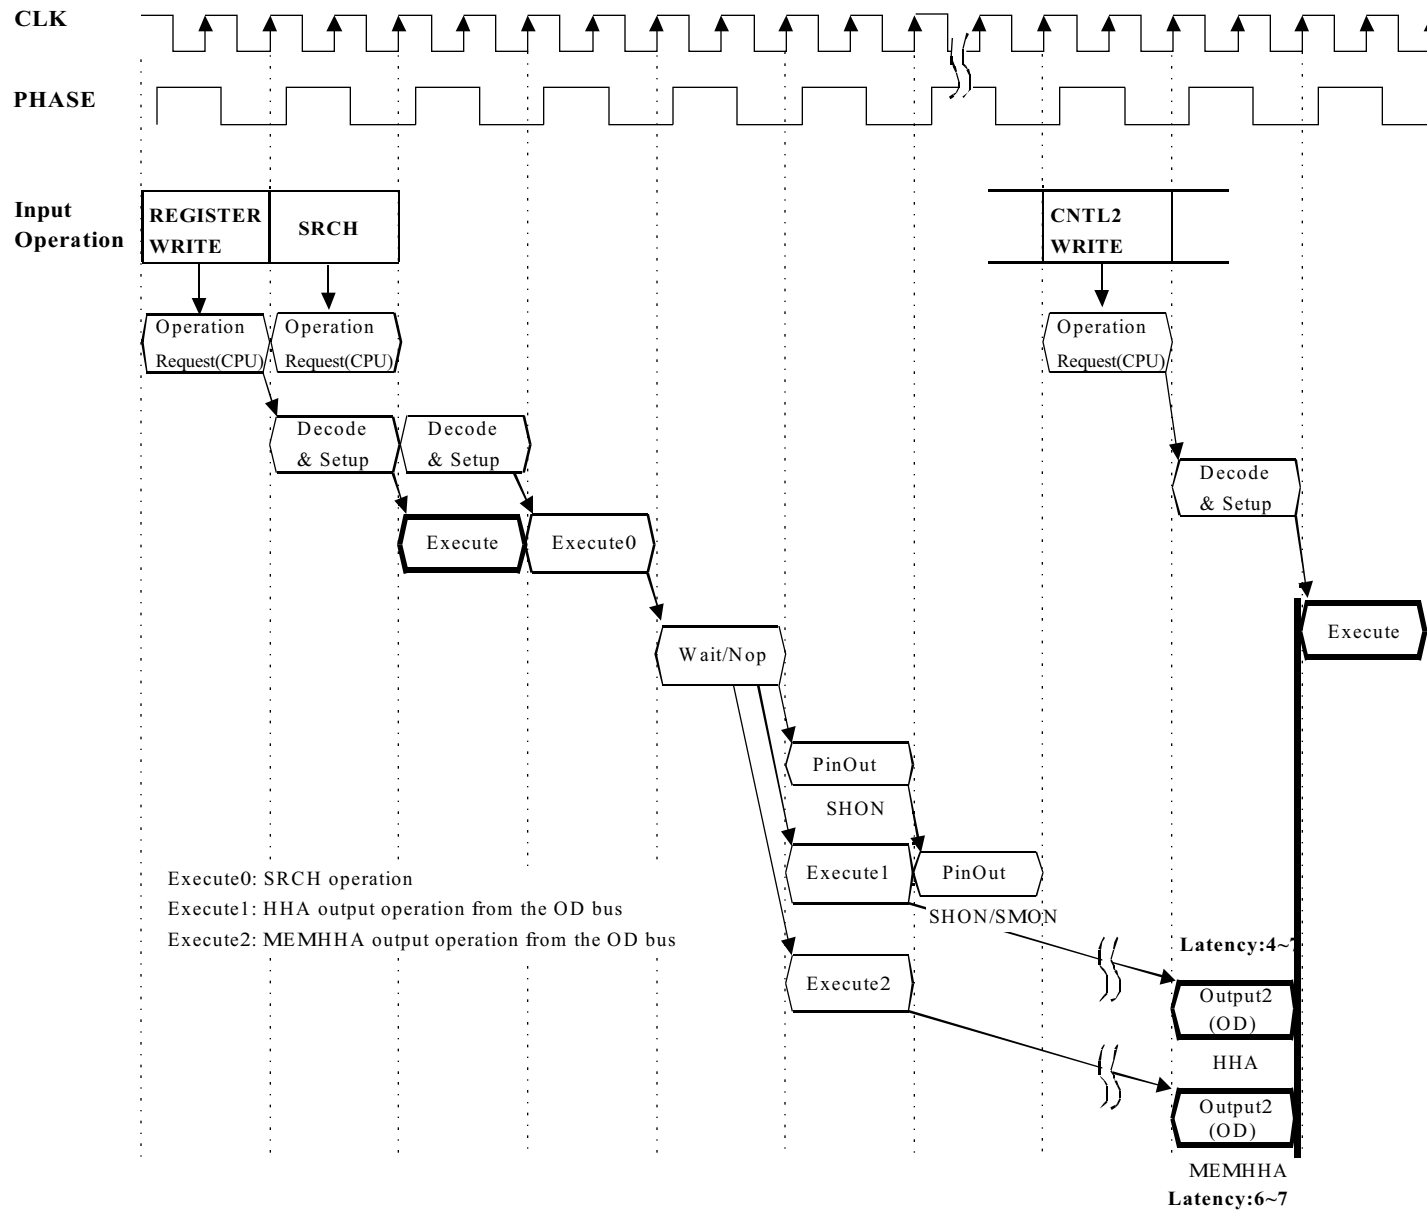 CLK
PHASE
Input
Operation
REGISTER
WRITE
SRCH
CNTL2
WRITE
Operation
Request(CPU)
Operation
Request(CPU)
Operation
Request(CPU)
Decode
& Setup
Decode
& Setup
Decode
& Setup
Execute
Execute0
Execute
Wait/Nop
PinOut
SHON
Execute1
PinOut
SHON/SMON
Execute0: SRCH operation
Execute1: HHA output operation from the OD bus
Execute2: MEMHHA output operation from the OD bus
Latency:4~7
Execute2
Output2
(OD)
HHA
Output2
(OD)
MEMHHA
Latency:6~7